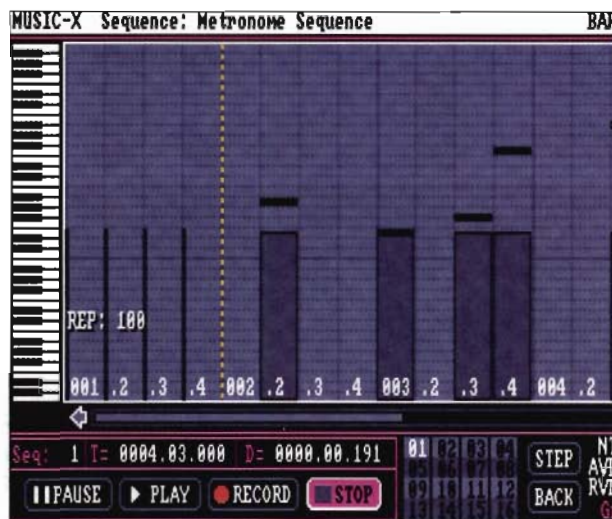 MUSIC-X Sequence: Metronome Sequence
REP: 100
001 .2 .3 .4 002 .2 .3 .4 003 .2 .3 .4 004 .2
Seq: 1 T= 0004.03.000 D= 0000.00.191
01 02 03 04
05 06 07 08
09 10 11 12
13 14 15 16
STEP
BACK
PAUSE PLAY RECORD STOP